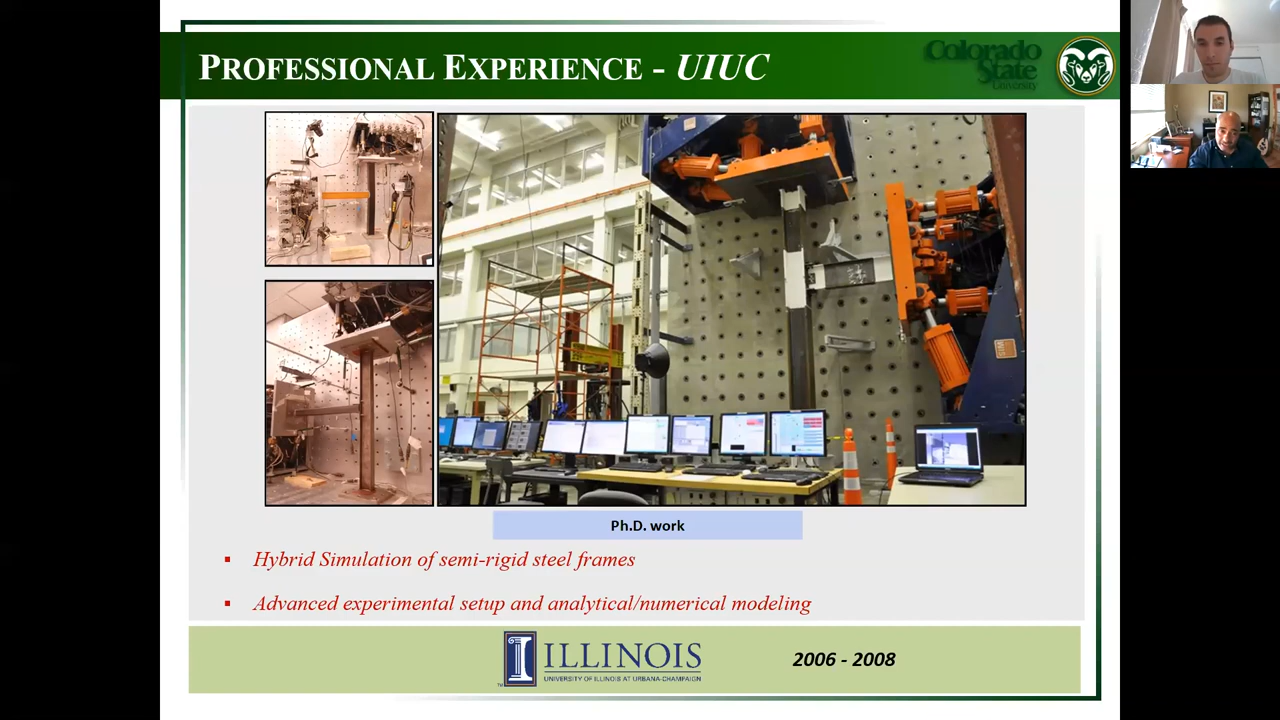 PROFESSIONAL EXPERIENCE - UIUC
Colorado
State
University
Ph.D. work
▪ Hybrid Simulation of semi-rigid steel frames
▪ Advanced experimental setup and analytical/numerical modeling
I ILLINOIS
UNIVERSITY OF ILLINOIS AT URBANA-CHAMPAIGN
TM
2006 - 2008